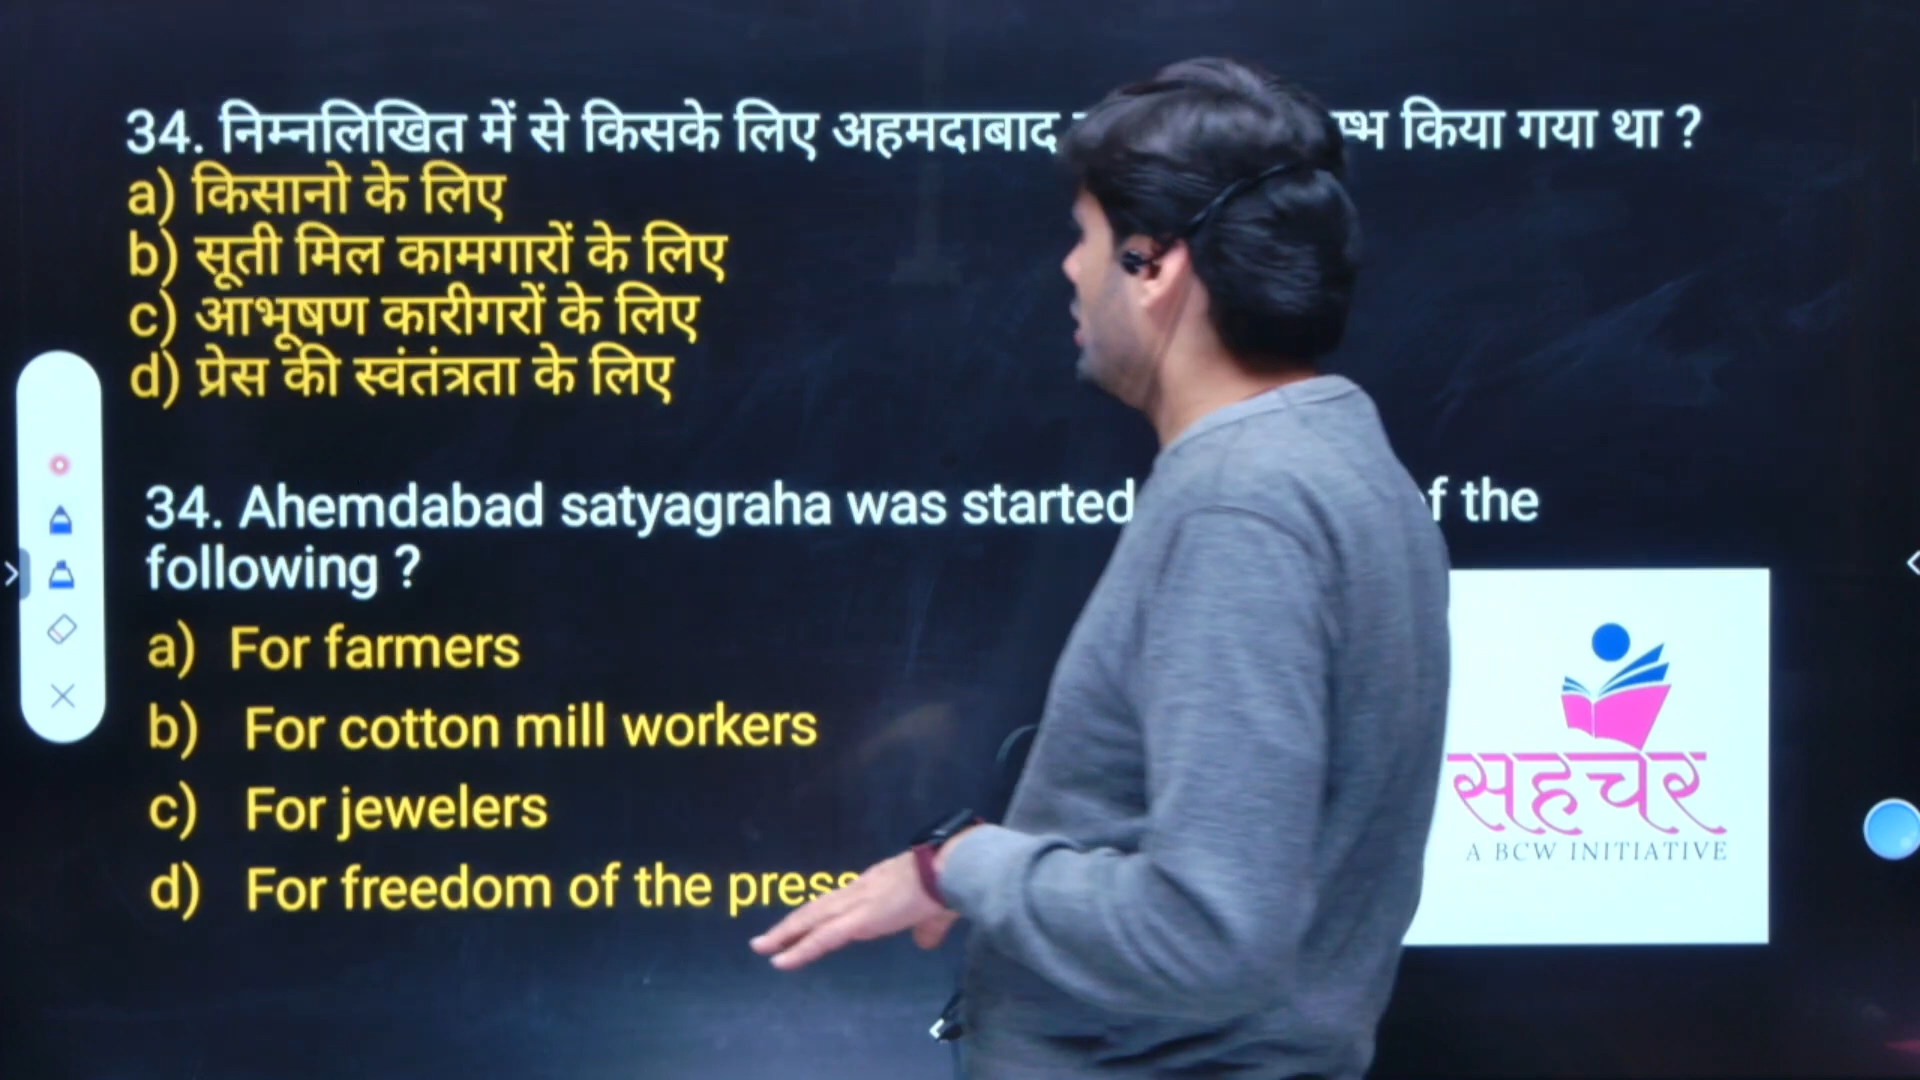 34. निम्नलिखित में से किसके लिए अहमदाबाद किया गया था ?
a) किसानो के लिए
b) सूती मिल कामगारों के लिए
c) आभूषण कारीगरों के लिए
d) प्रेस की स्वंतंत्रता के लिए
34. Ahemdabad satyagraha was started the
following ?
a) For farmers
b) For cotton mill workers
c) For jewelers
d) For freedom of the press
सहचर
A BCW INITIATIVE